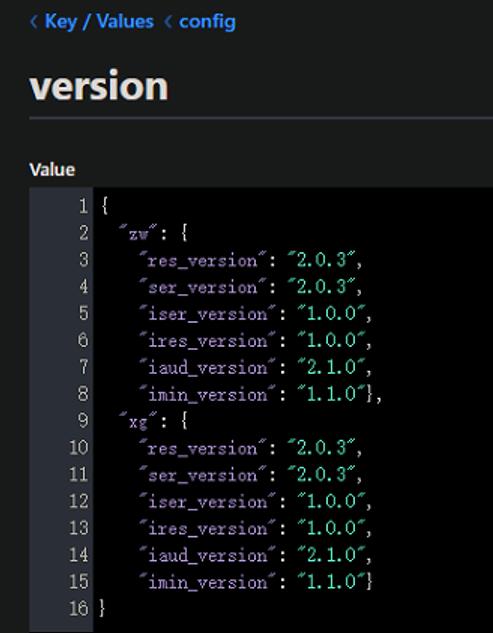 ‹ Key / Values ‹ config
version
Value
1 {
2 "zw": {
3 "res_version": "2.0.3",
4 "ser_version": "2.0.3",
5 "iser_version": "1.0.0",
6 "ires_version": "1.0.0",
7 "iaud_version": "2.1.0",
8 "imin_version": "1.1.0"},
9 "xg": {
10 "res_version": "2.0.3",
11 "ser_version": "2.0.3",
12 "iser_version": "1.0.0",
13 "ires_version": "1.0.0",
14 "iaud_version": "2.1.0",
15 "imin_version": "1.1.0"}
16 }